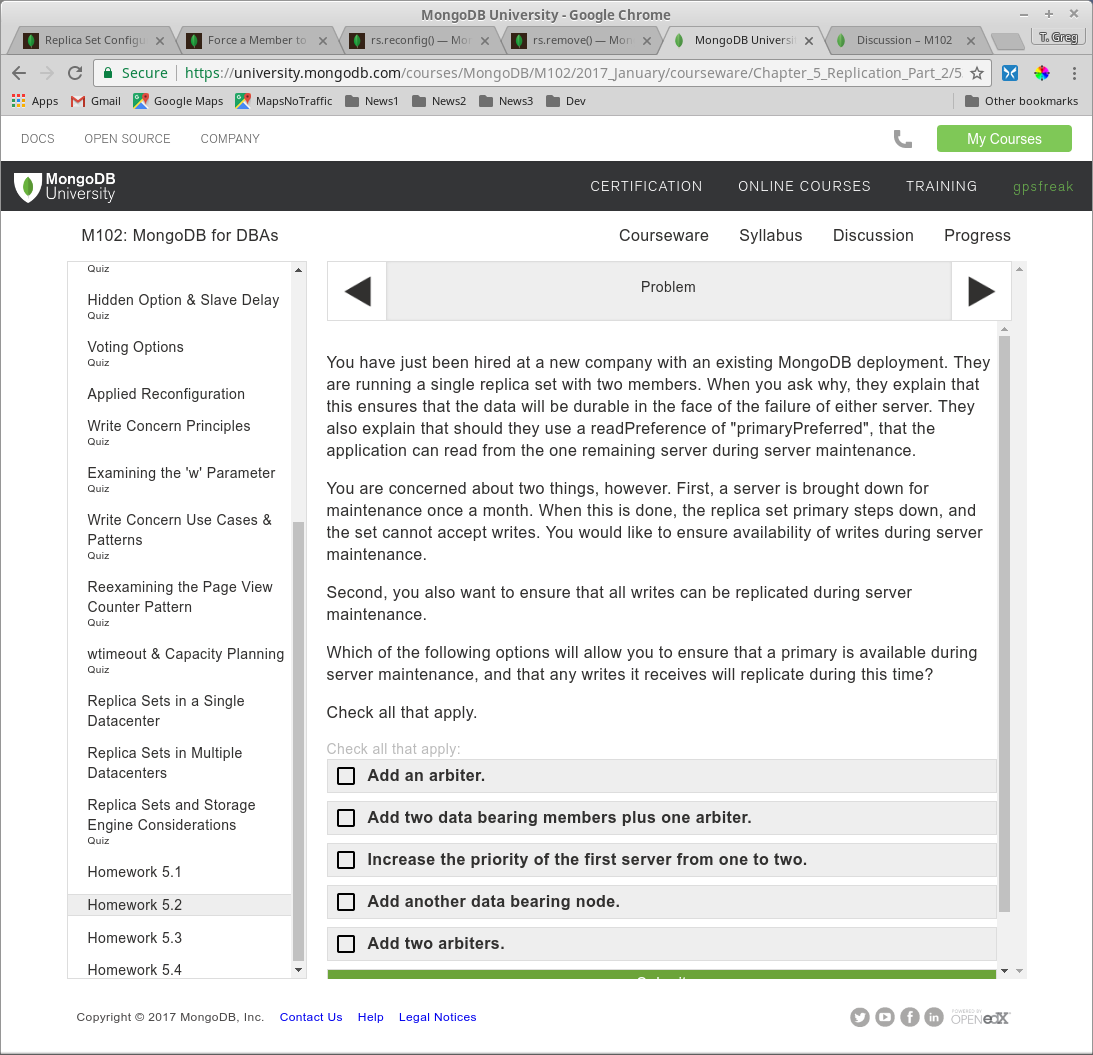 MongoDB University - Google Chrome
Replica Set Configu
Force a Member to
rs.reconfig() — Mon
rs.remove() — Mon
MongoDB Universi
Discussion – M102
T. Greg
Secure https://university.mongodb.com/courses/MongoDB/M102/2017_January/courseware/Chapter_5_Replication_Part_2/5
Apps Gmail Google Maps MapsNoTraffic News1 News2 News3 Dev Other bookmarks
DOCS OPEN SOURCE COMPANY My Courses
MongoDB
University
CERTIFICATION ONLINE COURSES TRAINING gpsfreak
M102: MongoDB for DBAs Courseware Syllabus Discussion Progress
Quiz
Hidden Option & Slave Delay
Quiz
Voting Options
Quiz
Applied Reconfiguration
Write Concern Principles
Quiz
Examining the 'w' Parameter
Quiz
Write Concern Use Cases &
Patterns
Quiz
Reexamining the Page View
Counter Pattern
Quiz
wtimeout & Capacity Planning
Quiz
Replica Sets in a Single
Datacenter
Replica Sets in Multiple
Datacenters
Replica Sets and Storage
Engine Considerations
Quiz
Homework 5.1
Homework 5.2
Homework 5.3
Homework 5.4
Problem
You have just been hired at a new company with an existing MongoDB deployment. They
are running a single replica set with two members. When you ask why, they explain that
this ensures that the data will be durable in the face of the failure of either server. They
also explain that should they use a readPreference of "primaryPreferred", that the
application can read from the one remaining server during server maintenance.
You are concerned about two things, however. First, a server is brought down for
maintenance once a month. When this is done, the replica set primary steps down, and
the set cannot accept writes. You would like to ensure availability of writes during server
maintenance.
Second, you also want to ensure that all writes can be replicated during server
maintenance.
Which of the following options will allow you to ensure that a primary is available during
server maintenance, and that any writes it receives will replicate during this time?
Check all that apply.
Check all that apply:
Add an arbiter.
Add two data bearing members plus one arbiter.
Increase the priority of the first server from one to two.
Add another data bearing node.
Add two arbiters.
Copyright © 2017 MongoDB, Inc. Contact Us Help Legal Notices
POWERED BY
OPEN edX